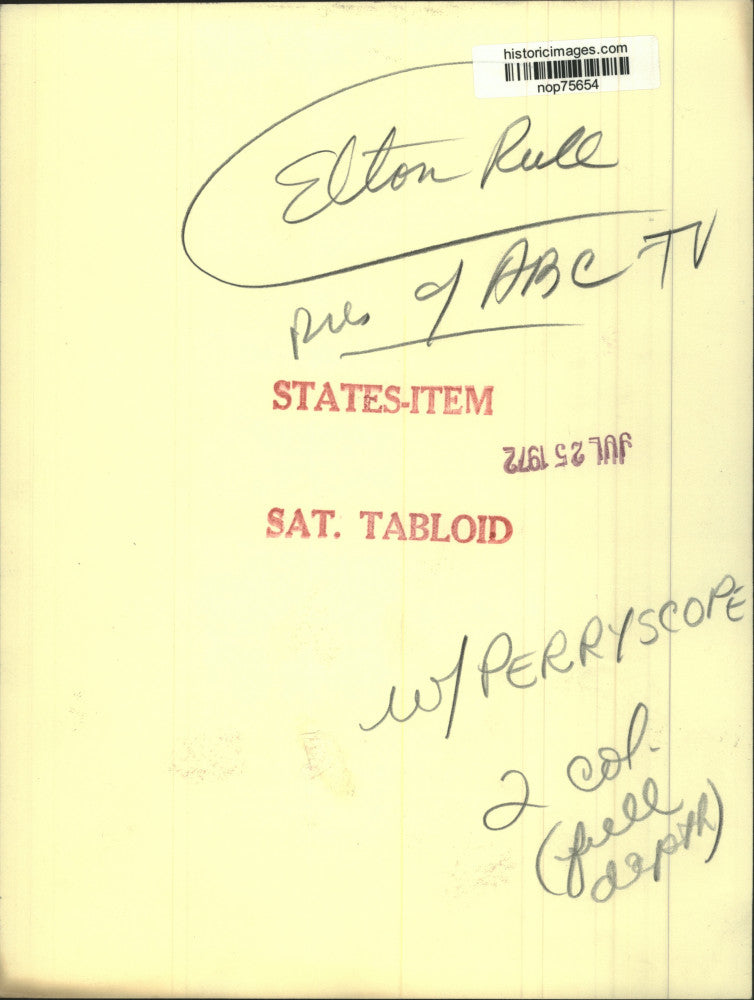 historicimages.com
nop75654
Elton Rule
pres of ABC-TV
STATES-ITEM
JUL 25 1972
SAT. TABLOID
w/ PERRYSCOPE
2 col.
(full
depth)